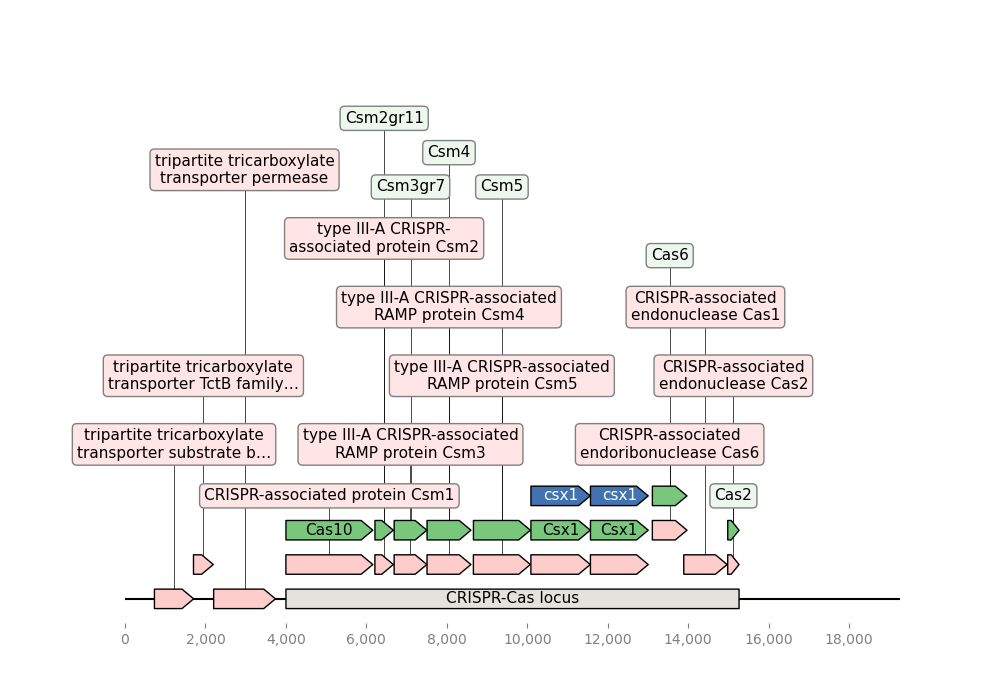 Csm2gr11
Csm4
tripartite tricarboxylate
transporter permease
Csm3gr7
Csm5
type III-A CRISPR-
associated protein Csm2
Cas6
type III-A CRISPR-associated
RAMP protein Csm4
CRISPR-associated
endonuclease Cas1
tripartite tricarboxylate
transporter TctB family…
type III-A CRISPR-associated
RAMP protein Csm5
CRISPR-associated
endonuclease Cas2
tripartite tricarboxylate
transporter substrate b…
type III-A CRISPR-associated
RAMP protein Csm3
CRISPR-associated
endoribonuclease Cas6
CRISPR-associated protein Csm1
csx1
csx1
Cas2
Cas10
Csx1
Csx1
CRISPR-Cas locus
0 2,000 4,000 6,000 8,000 10,000 12,000 14,000 16,000 18,000